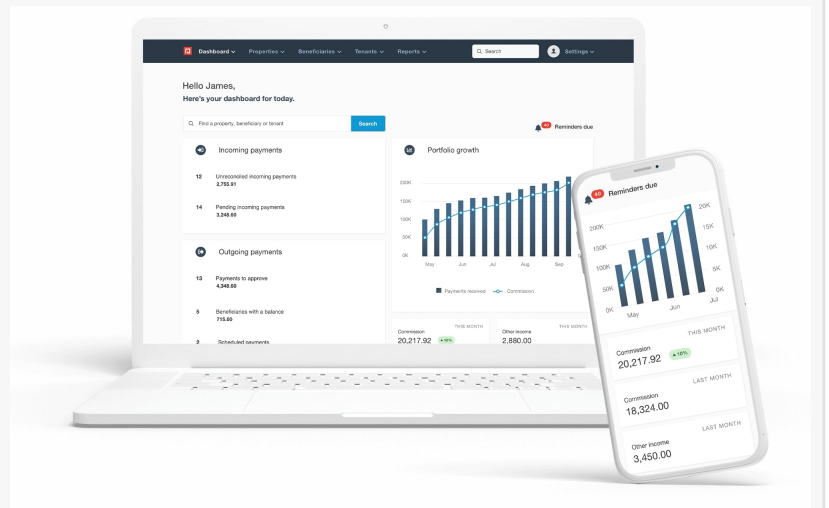 Dashboard
Properties
Beneficiaries
Tenants
Reports
Search
Settings
Hello James,
Here's your dashboard for today.
Find a property, beneficiary or tenant
Search
40 Reminders due
Incoming payments
12 Unreconciled incoming payments
2,755.91
14 Pending incoming payments
3,248.60
Outgoing payments
13 Payments to approve
4,348.60
5 Beneficiaries with a balance
715.60
2 Scheduled payments
Portfolio growth
200K
150K
100K
50K
0K
May Jun Jul Aug Sep
Payments received Commission
THIS MONTH
Commission
20,217.92 ▲10%
THIS MONTH
Other income
2,880.00
40 Reminders due
200K 20K
150K 15K
100K 10K
50K 5K
0K 0K
May Jun Jul
THIS MONTH
Commission
20,217.92 ▲10%
LAST MONTH
Commission
18,324.00
LAST MONTH
Other income
3,450.00